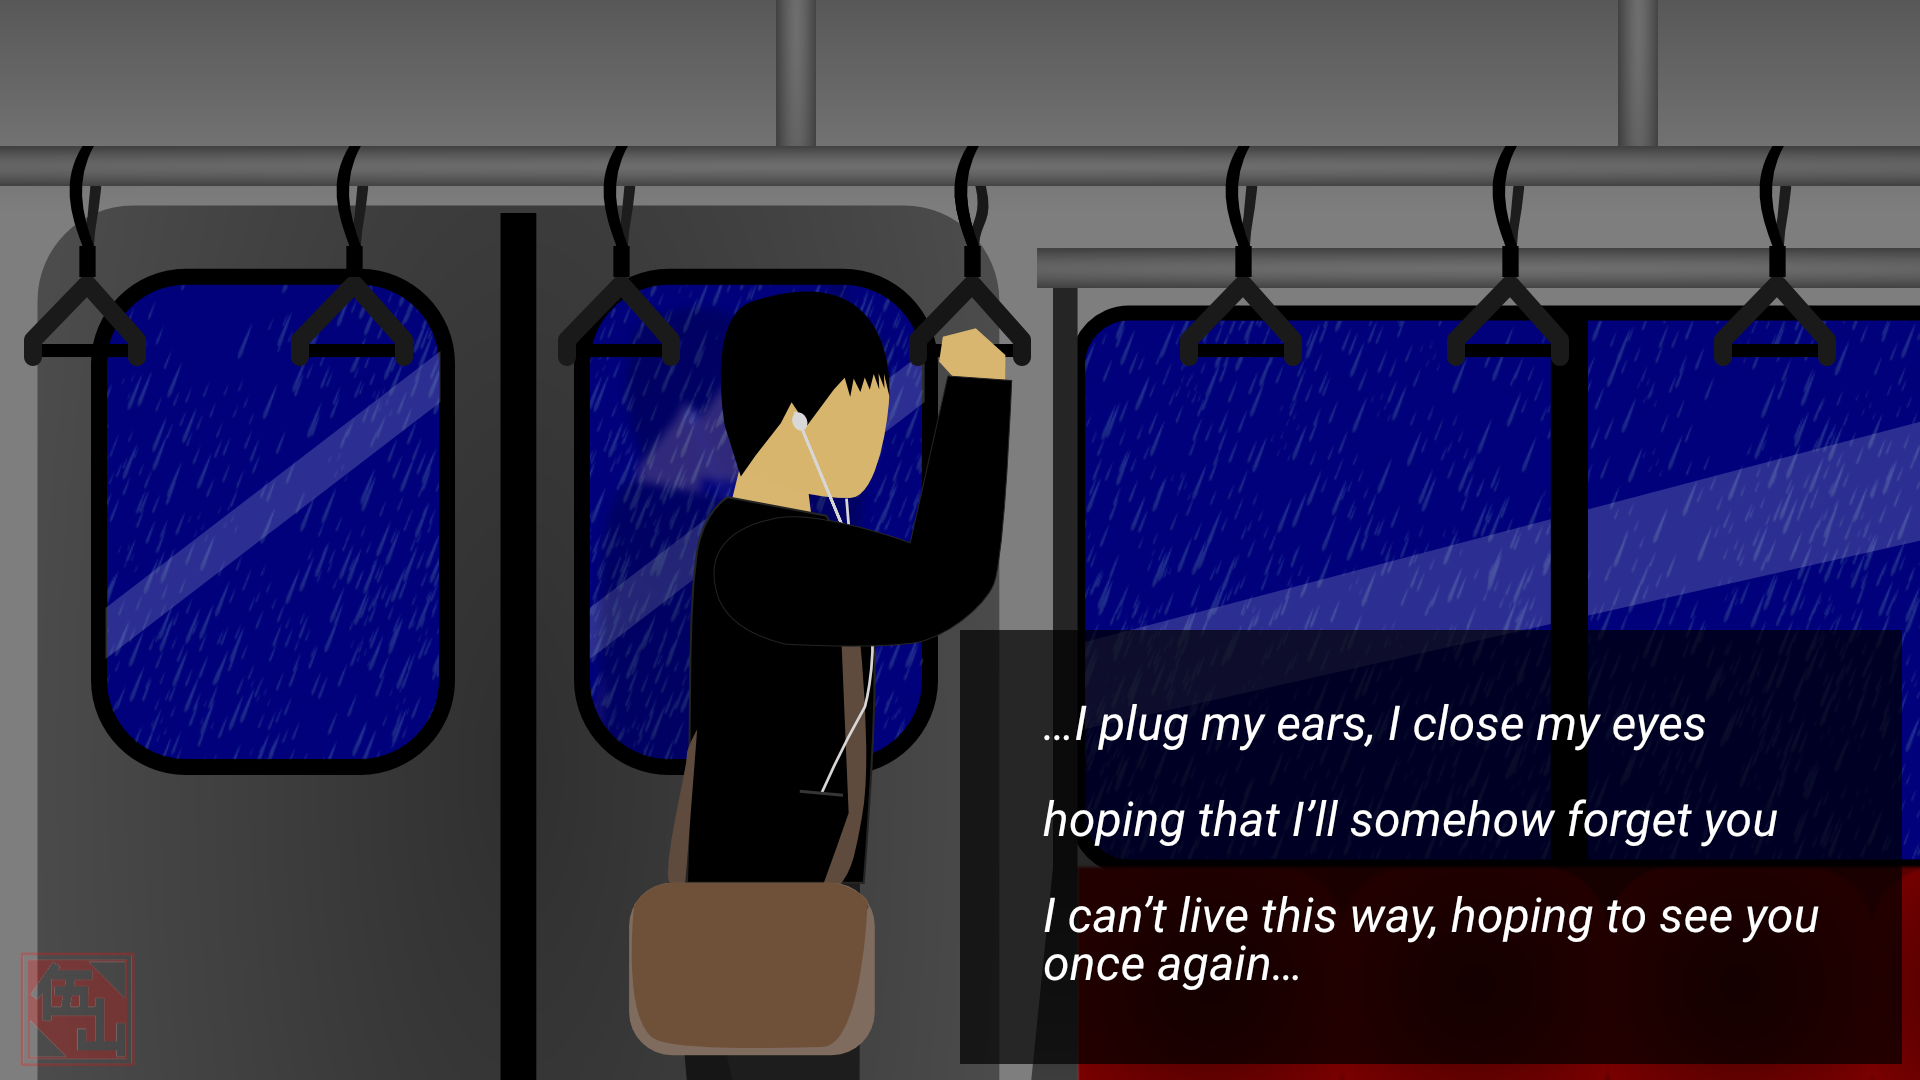 …I plug my ears, I close my eyes
hoping that I’ll somehow forget you
I can’t live this way, hoping to see you
once again…